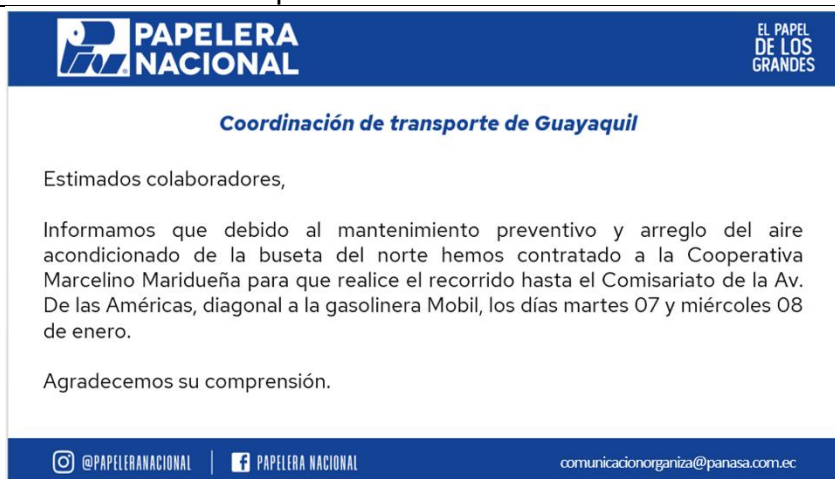 PAPELERA
NACIONAL
EL PAPEL
DE LOS
GRANDES
Coordinación de transporte de Guayaquil
Estimados colaboradores,
Informamos que debido al mantenimiento preventivo y arreglo del aire
acondicionado de la buseta del norte hemos contratado a la Cooperativa
Marcelino Maridueña para que realice el recorrido hasta el Comisariato de la Av.
De las Américas, diagonal a la gasolinera Mobil, los días martes 07 y miércoles 08
de enero.
Agradecemos su comprensión.
@PAPELERANACIONAL | PAPELERA NACIONAL comunicacionorganiza@panasa.com.ec